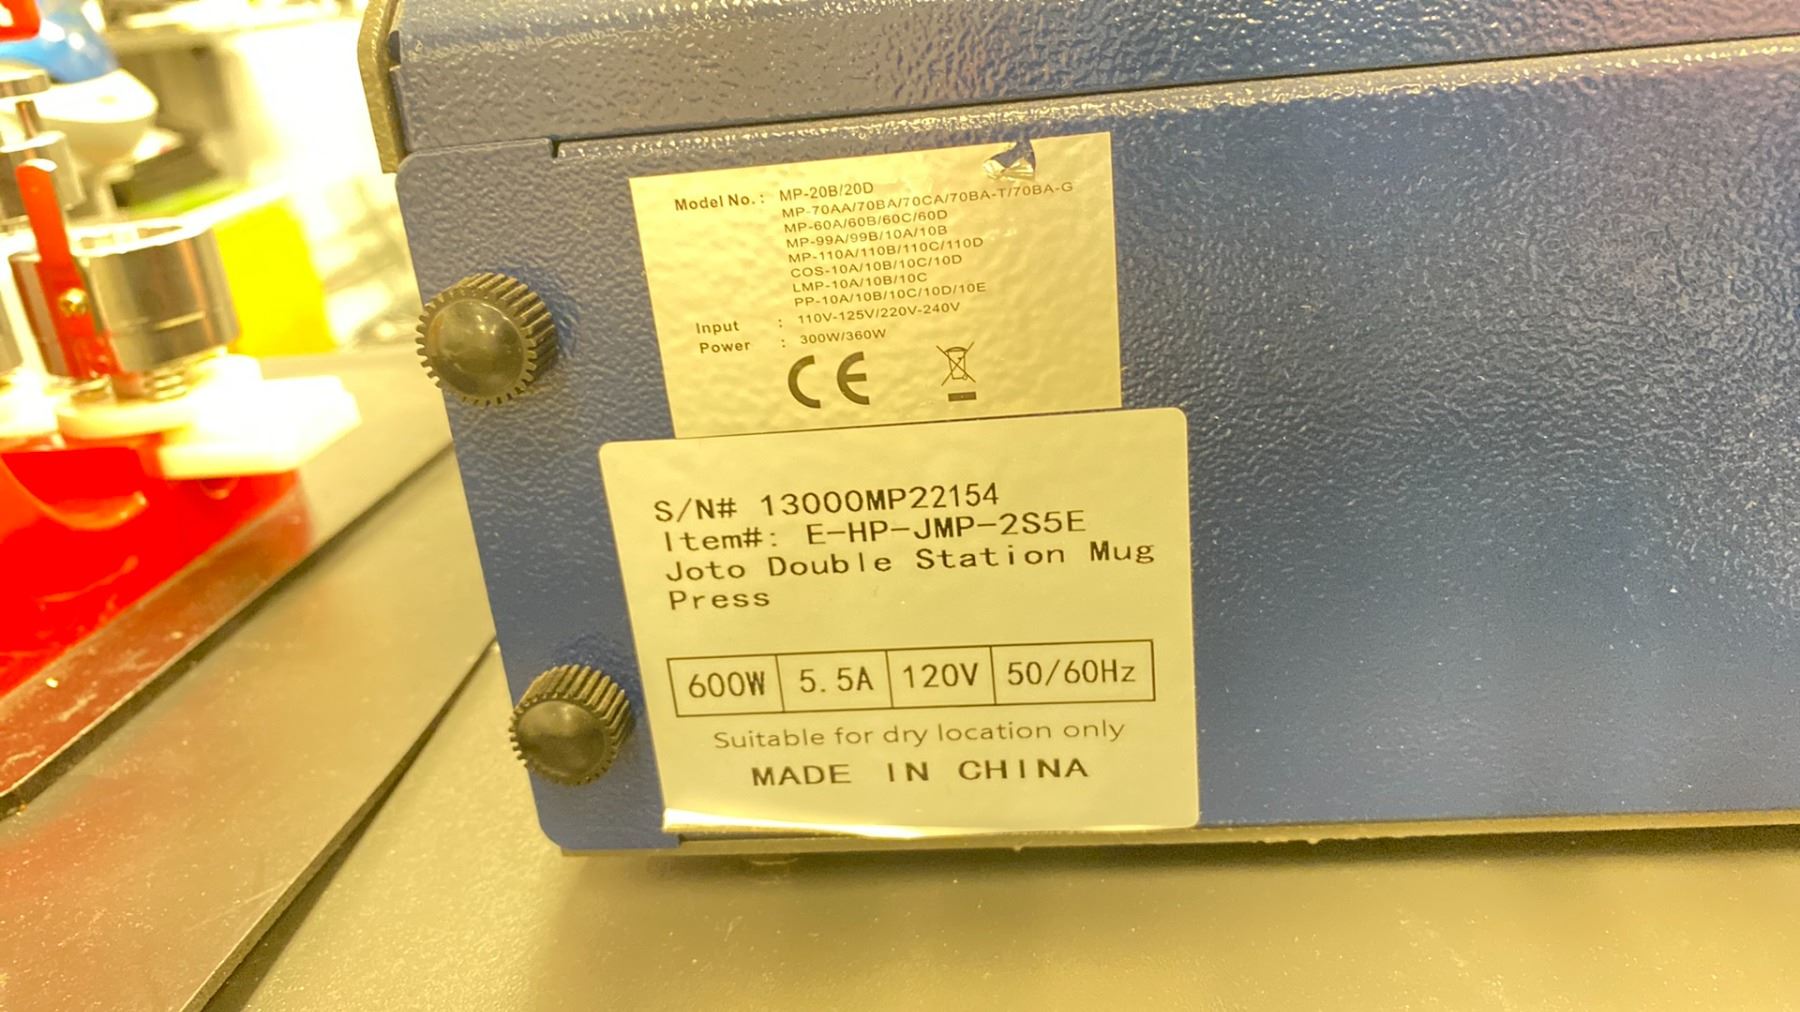 Model No.: MP-20B/20D
MP-70AA/70BA/70CA/70BA-T/70BA-G
MP-60A/60B/60C/60D
MP-99A/99B/10A/10B
MP-110A/110B/110C/110D
COS-10A/10B/10C/10D
LMP-10A/10B/10C
PP-10A/10B/10C/10D/10E
Input : 110V-125V/220V-240V
Power : 300W/360W
CE
S/N# 13000MP22154
Item#: E-HP-JMP-2S5E
Joto Double Station Mug
Press
600W 5.5A 120V 50/60Hz
Suitable for dry location only
MADE IN CHINA